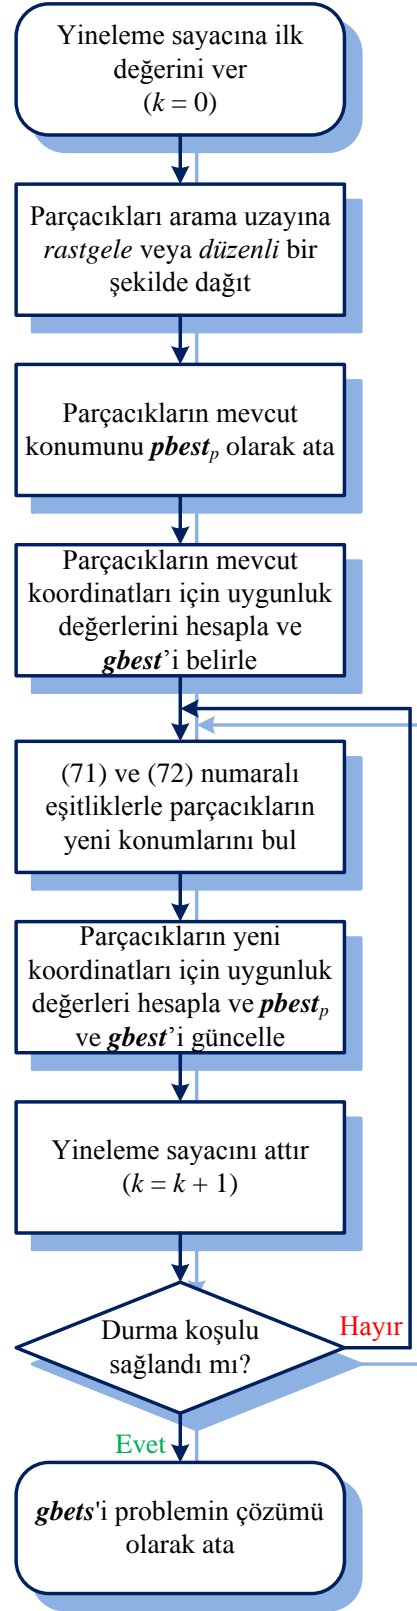 Yineleme sayacına ilk
değerini ver
(k = 0)
Parçacıkları arama uzayına
rastgele veya düzenli bir
şekilde dağıt
Parçacıkların mevcut
konumunu pbestp olarak ata
Parçacıkların mevcut
koordinatları için uygunluk
değerlerini hesapla ve
gbest’i belirle
(71) ve (72) numaralı
eşitliklerle parçacıkların
yeni konumlarını bul
Parçacıkların yeni
koordinatları için uygunluk
değerleri hesapla ve pbestp
ve gbest’i güncelle
Yineleme sayacını attır
(k = k + 1)
Durma koşulu
sağlandı mı?
Hayır
Evet
gbets'i problemin çözümü
olarak ata